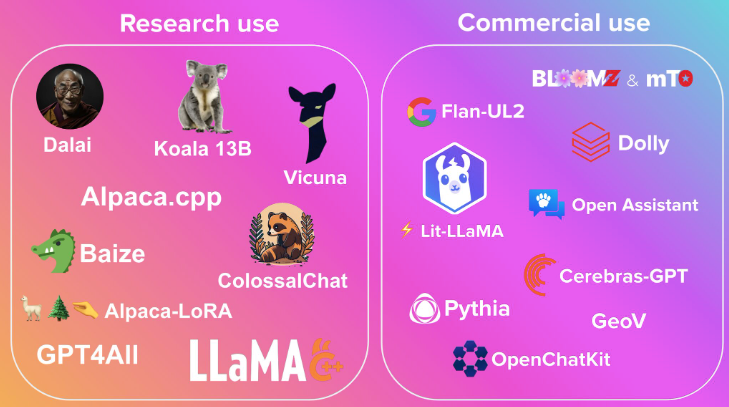 Research use
Dalai
Koala 13B
Vicuna
Alpaca.cpp
Baize
ColossalChat
Alpaca-LoRA
GPT4All
LLaMA C++
Commercial use
BLOOMZ & mT0
Flan-UL2
Dolly
Lit-LLaMA
Open Assistant
Cerebras-GPT
Pythia
GeoV
OpenChatKit